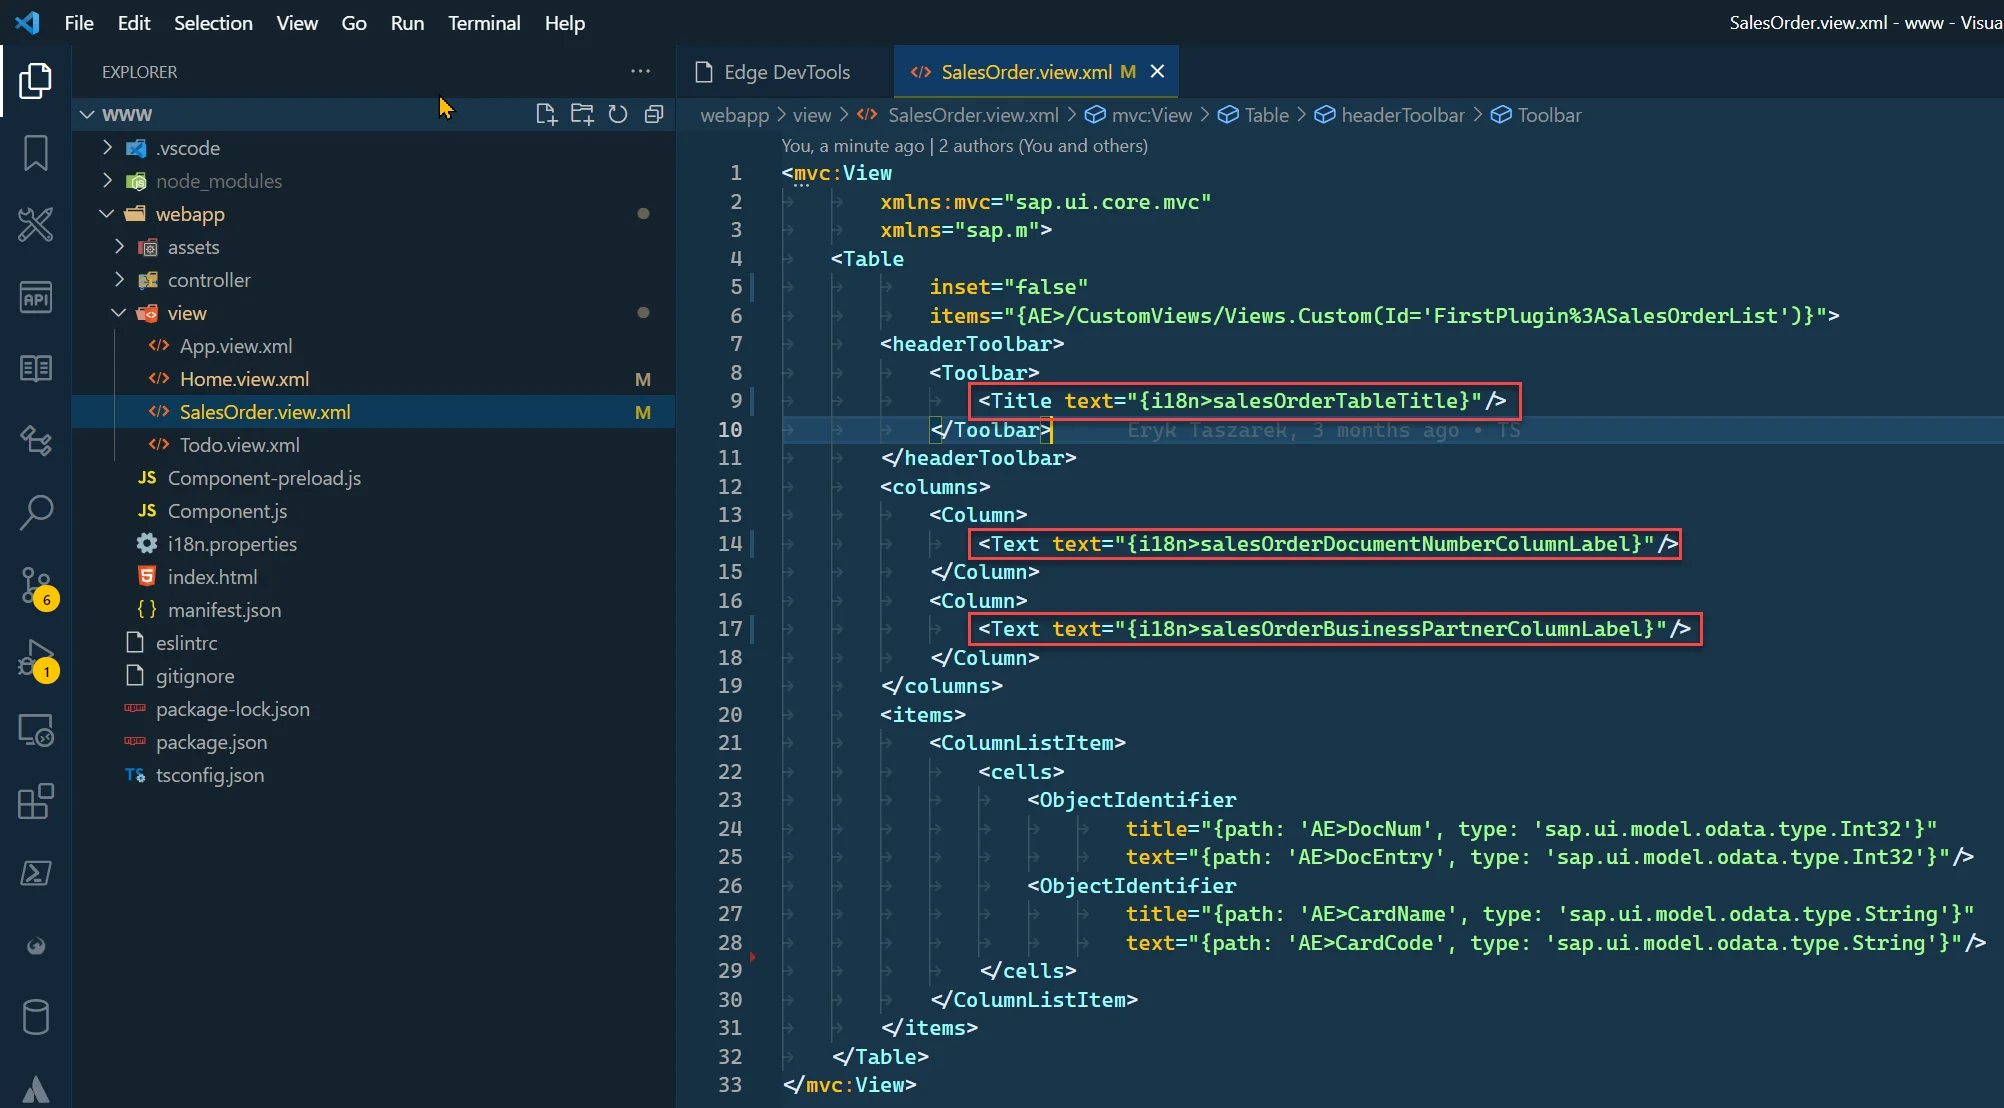 File Edit Selection View Go Run Terminal Help
SalesOrder.view.xml - www - Visua
EXPLORER
WWW
.vscode
node_modules
webapp
assets
controller
view
App.view.xml
Home.view.xml M
SalesOrder.view.xml M
Todo.view.xml
JS Component-preload.js
JS Component.js
i18n.properties
index.html
{ } manifest.json
eslintrc
gitignore
package-lock.json
package.json
TS tsconfig.json
API
6
1
Edge DevTools
SalesOrder.view.xml M
webapp > view > SalesOrder.view.xml > mvc:View > Table > headerToolbar > Toolbar
You, a minute ago | 2 authors (You and others)
1 <mvc:View
2 xmlns:mvc="sap.ui.core.mvc"
3 xmlns="sap.m">
4 <Table
5 inset="false"
6 items="{AE>/CustomViews/Views.Custom(Id='FirstPlugin%3ASalesOrderList')}">
7 <headerToolbar>
8 <Toolbar>
9 <Title text="{i18n>salesOrderTableTitle}"/>
10 </Toolbar> Eryk Taszarek, 3 months ago • TS
11 </headerToolbar>
12 <columns>
13 <Column>
14 <Text text="{i18n>salesOrderDocumentNumberColumnLabel}"/>
15 </Column>
16 <Column>
17 <Text text="{i18n>salesOrderBusinessPartnerColumnLabel}"/>
18 </Column>
19 </columns>
20 <items>
21 <ColumnListItem>
22 <cells>
23 <ObjectIdentifier
24 title="{path: 'AE>DocNum', type: 'sap.ui.model.odata.type.Int32'}"
25 text="{path: 'AE>DocEntry', type: 'sap.ui.model.odata.type.Int32'}"/>
26 <ObjectIdentifier
27 title="{path: 'AE>CardName', type: 'sap.ui.model.odata.type.String'}"
28 text="{path: 'AE>CardCode', type: 'sap.ui.model.odata.type.String'}"/>
29 </cells>
30 </ColumnListItem>
31 </items>
32 </Table>
33 </mvc:View>